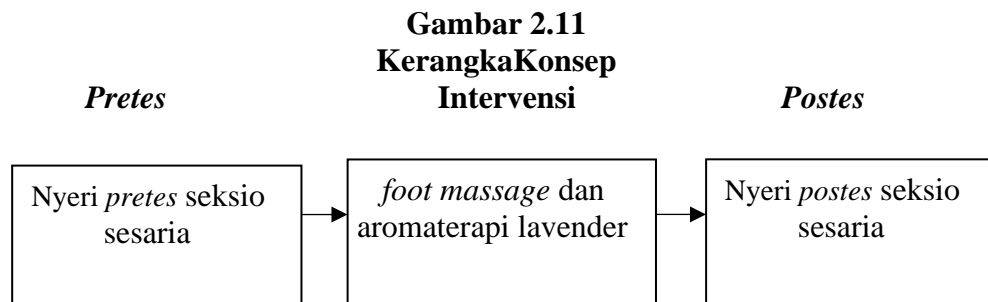 Gambar 2.11
KerangkaKonsep
Pretes Intervensi Postes
Nyeri pretes seksio
sesaria
foot massage dan
aromaterapi lavender
Nyeri postes seksio
sesaria